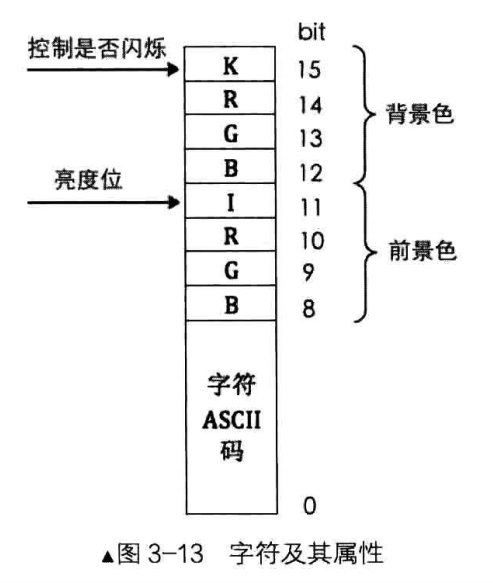 bit
控制是否闪烁
K 15
R 14
G 13
背景色
B 12
亮度位
I 11
R 10
前景色
G 9
B 8
字符
ASCII
码
0
▲图 3-13 字符及其属性